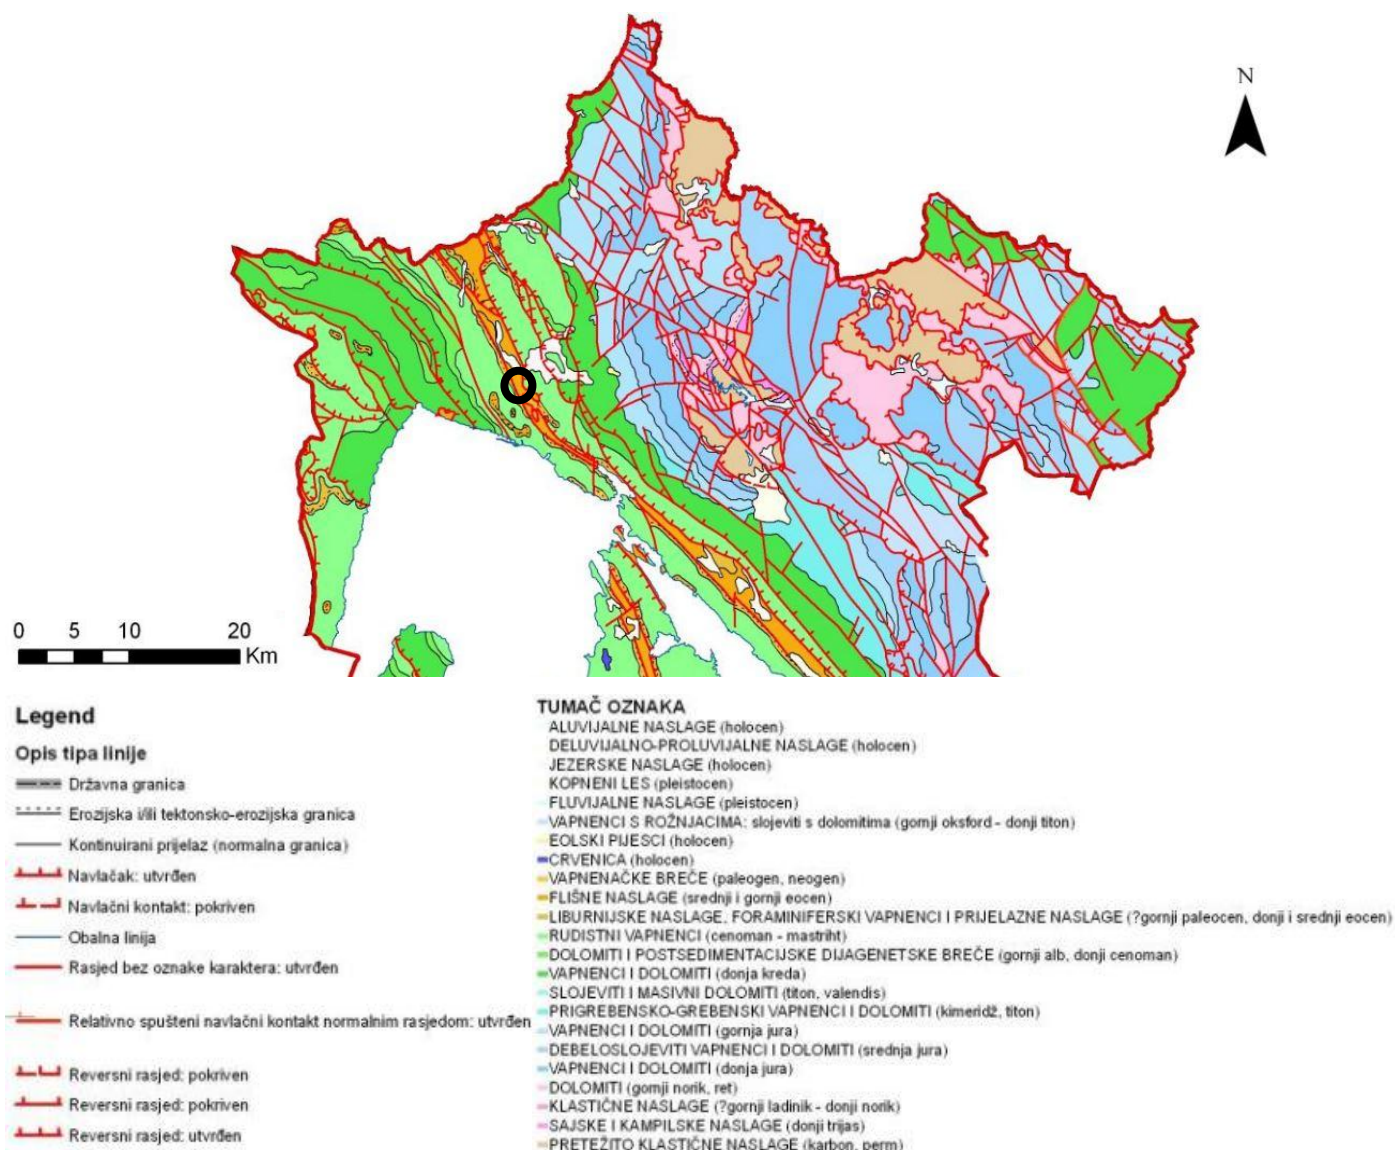 N
0 5 10 20
Km
Legend
Opis tipa linije
Državna granica
Erozijska i/ili tektonsko-erozijska granica
Kontinuirani prijelaz (normalna granica)
Navlačak: utvrđen
Navlačni kontakt: pokriven
Obalna linija
Rasjed bez oznake karaktera: utvrđen
Relativno spušteni navlačni kontakt normalnim rasjedom: utvrđen
Reversni rasjed: pokriven
Reversni rasjed: pokriven
Reversni rasjed: utvrđen
TUMAČ OZNAKA
ALUVIJALNE NASLAGE (holocen)
DELUVIJALNO-PROLUVIJALNE NASLAGE (holocen)
JEZERSKE NASLAGE (holocen)
KOPNENI LES (pleistocen)
FLUVIJALNE NASLAGE (pleistocen)
VAPNENCI S ROŽNJACIMA: slojeviti s dolomitima (gornji oksford - donji titon)
EOLSKI PIJESCI (holocen)
CRVENICA (holocen)
VAPNENAČKE BREČE (paleogen, neogen)
FLIŠNE NASLAGE (srednji i gornji eocen)
LIBURNIJSKE NASLAGE, FORAMINIFERSKI VAPNENCI I PRIJELAZNE NASLAGE (?gornji paleocen, donji i srednji eocen)
RUDISTNI VAPNENCI (cenoman - mastriht)
DOLOMITI I POSTSEDIMENTACIJSKE DIJAGENETSKE BREČE (gornji alb, donji cenoman)
VAPNENCI I DOLOMITI (donja kreda)
SLOJEVITI I MASIVNI DOLOMITI (titon, valendis)
PRIGREBENSKO-GREBENSKI VAPNENCI I DOLOMITI (kimeridž, titon)
VAPNENCI I DOLOMITI (gornja jura)
DEBELOSLOJEVITI VAPNENCI I DOLOMITI (srednja jura)
VAPNENCI I DOLOMITI (donja jura)
DOLOMITI (gornji norik, ret)
KLASTIČNE NASLAGE (?gornji ladinik - donji norik)
SAJSKE I KAMPILSKE NASLAGE (donji trijas)
PRETEŽITO KLASTIČNE NASLAGE (karbon, perm)